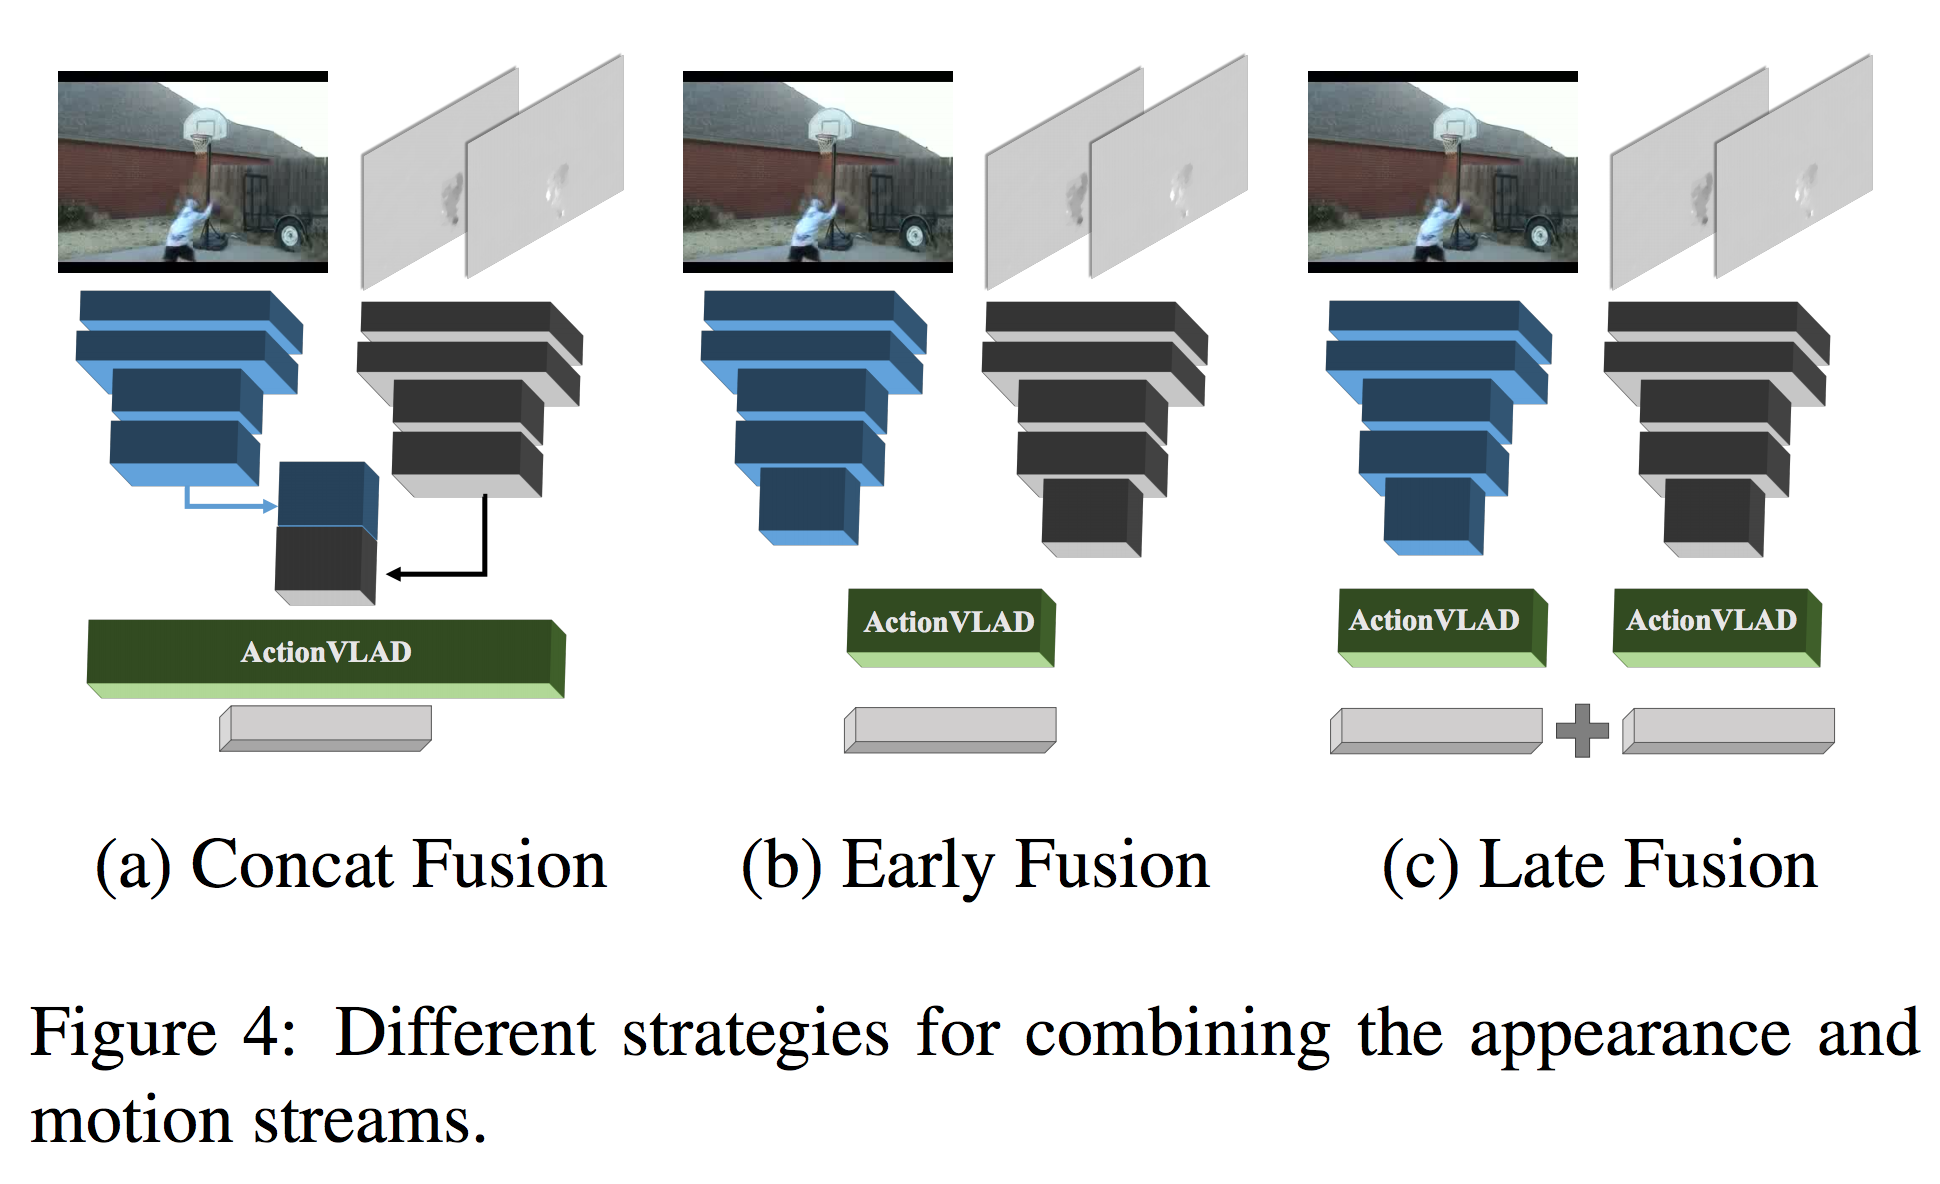 ActionVLAD
ActionVLAD
ActionVLAD
ActionVLAD
(a) Concat Fusion
(b) Early Fusion
(c) Late Fusion
Figure 4: Different strategies for combining the appearance and
motion streams.